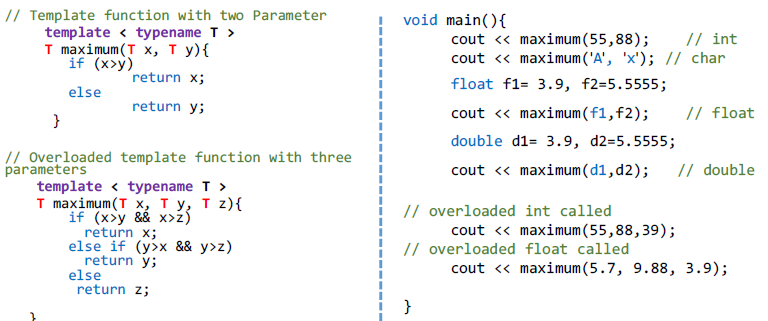 // Template function with two Parameter
template < typename T >
T maximum(T x, T y){
if (x>y)
return x;
else
return y;
}
// Overloaded template function with three
parameters
template < typename T >
T maximum(T x, T y, T z){
if (x>y && x>z)
return x;
else if (y>x && y>z)
return y;
else
return z;
}
void main(){
cout << maximum(55,88); // int
cout << maximum('A', 'x'); // char
float f1= 3.9, f2=5.5555;
cout << maximum(f1,f2); // float
double d1= 3.9, d2=5.5555;
cout << maximum(d1,d2); // double
// overloaded int called
cout << maximum(55,88,39);
// overloaded float called
cout << maximum(5.7, 9.88, 3.9);
}